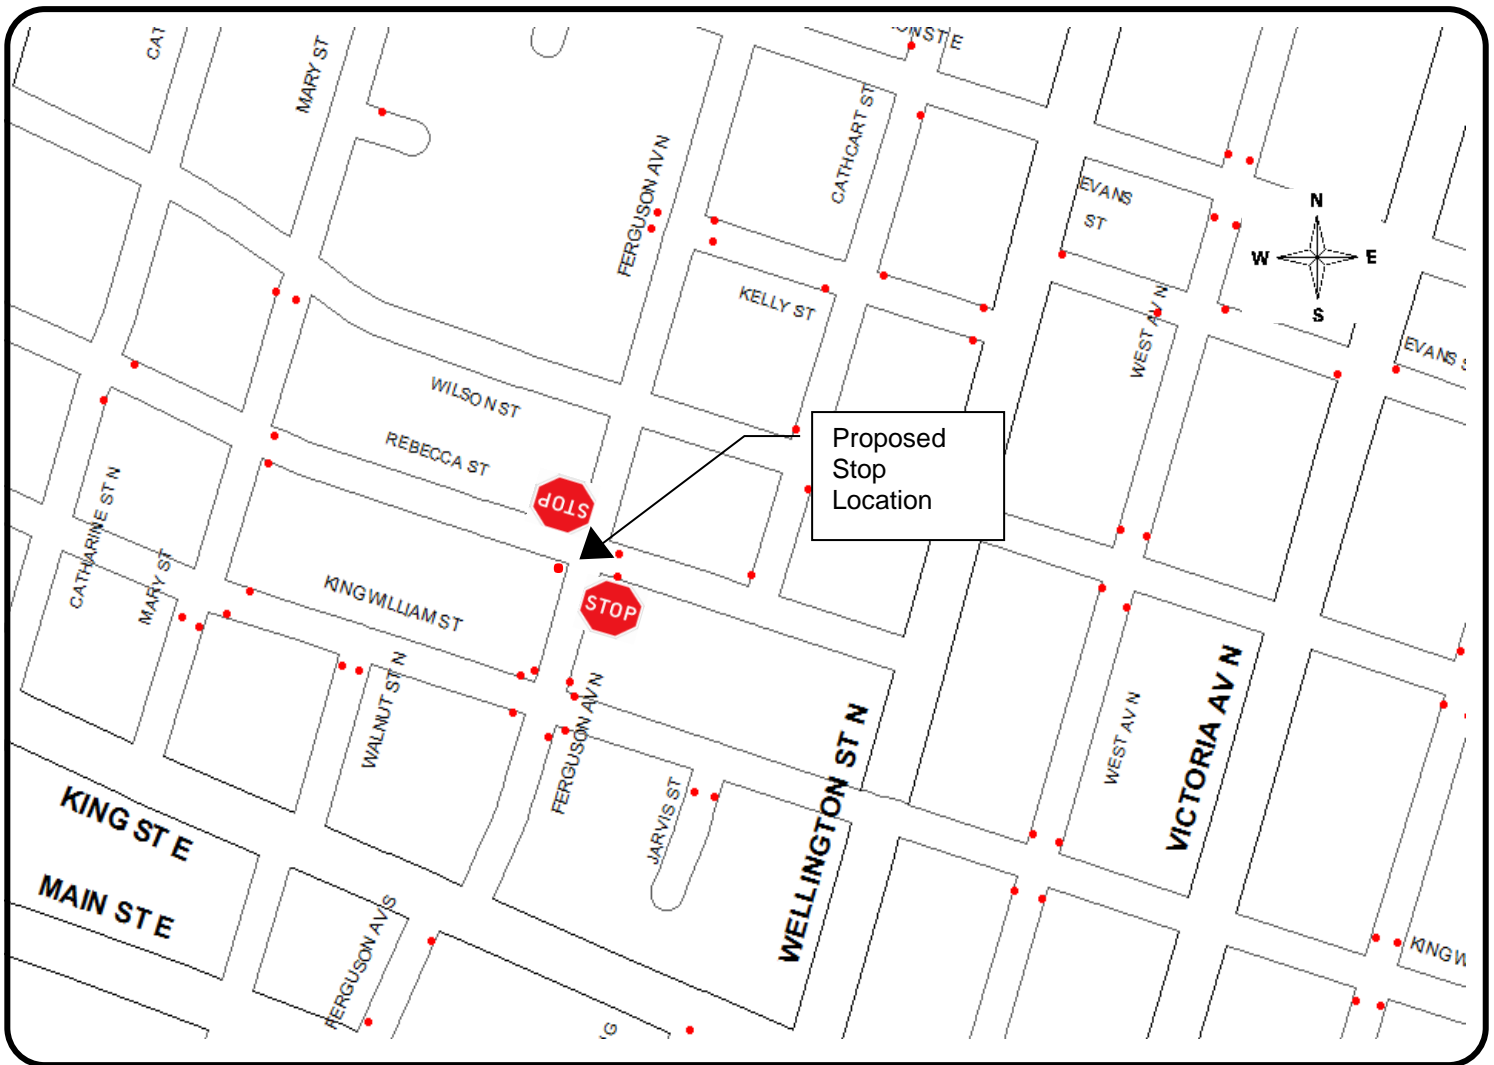 CAT
MARY ST
ON ST E
CATHCART ST
FERGUSON AV N
EVANS
ST
N
W
E
S
KELLY ST
WEST AV N
EVANS S
WILSON ST
REBECCA ST
Proposed
Stop
Location
STOP
CATHARINE ST N
MARY ST
KING WILLIAM ST
STOP
WALNUT ST N
FERGUSON AV N
JARVIS ST
WELLINGTON ST N
WEST AV N
VICTORIA AV N
KING ST E
MAIN ST E
FERGUSON AV S
KING W
G